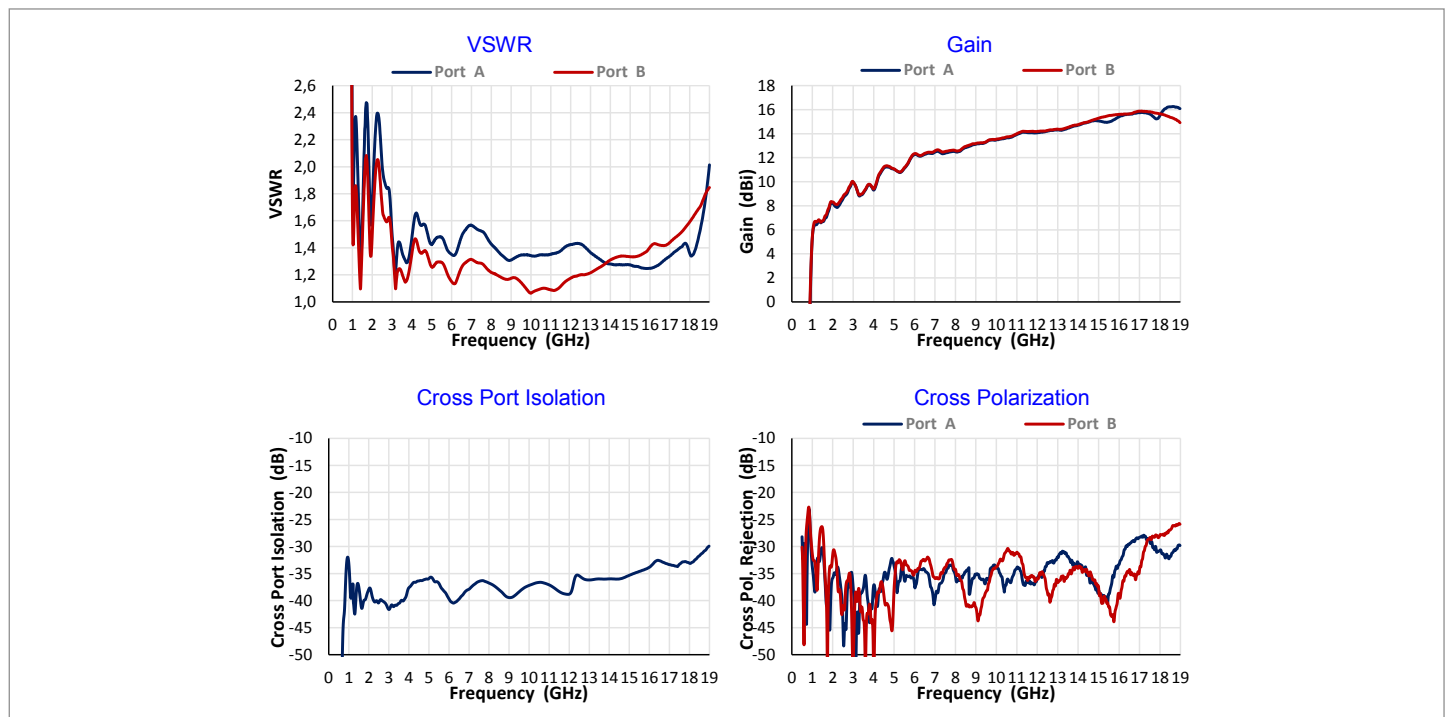 VSWR
Port A Port B
2,6
2,4
2,2
2,0
1,8
1,6
1,4
1,2
1,0
VSWR
0 1 2 3 4 5 6 7 8 9 10 11 12 13 14 15 16 17 18 19
Frequency (GHz)
Gain
Port A Port B
18
16
14
12
10
8
6
4
2
0
Gain (dBi)
0 1 2 3 4 5 6 7 8 9 10 11 12 13 14 15 16 17 18 19
Frequency (GHz)
Cross Port Isolation
-10
-15
-20
-25
-30
-35
-40
-45
-50
Cross Port Isolation (dB)
0 1 2 3 4 5 6 7 8 9 10 11 12 13 14 15 16 17 18 19
Frequency (GHz)
Cross Polarization
Port A Port B
-10
-15
-20
-25
-30
-35
-40
-45
-50
Cross Pol. Rejection (dB)
0 1 2 3 4 5 6 7 8 9 10 11 12 13 14 15 16 17 18 19
Frequency (GHz)